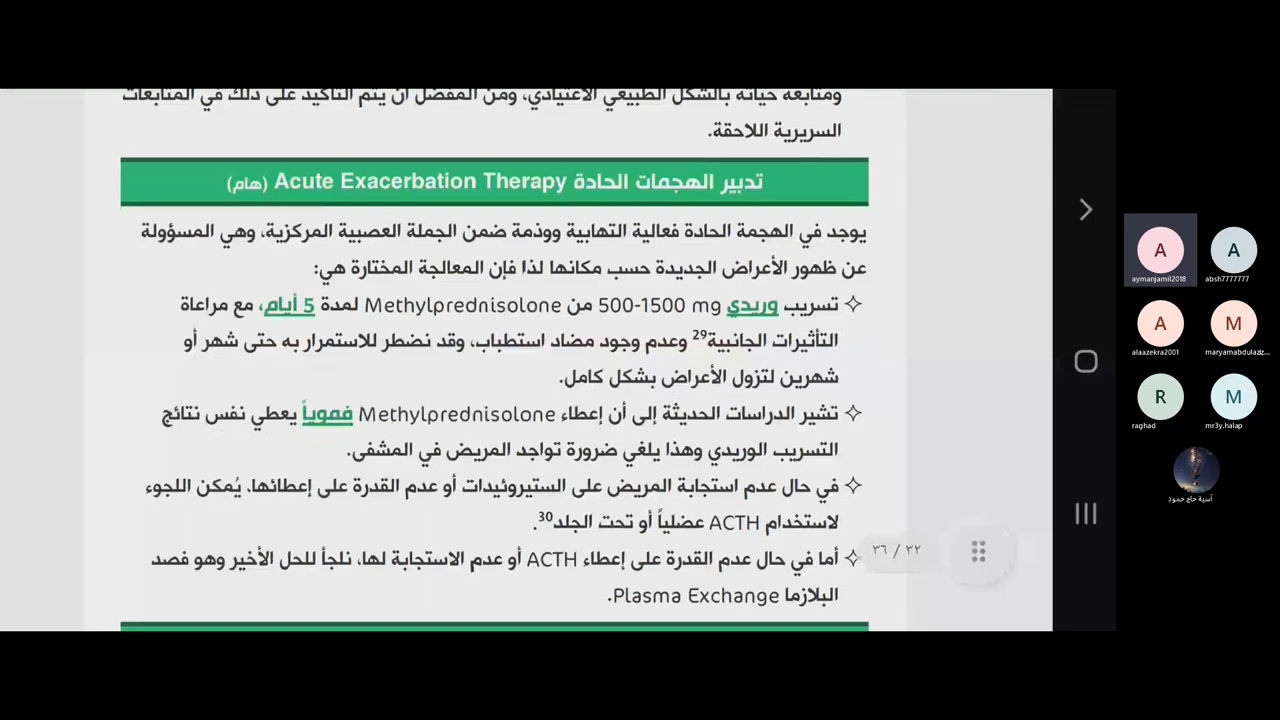 ومتابعة حياته بالشكل الطبيعي الاعتيادي، ومن المفضل أن يتم التأكيد على ذلك في المتابعات
السريرية اللاحقة.
تدبير الهجمات الحادة Acute Exacerbation Therapy (هام)
يوجد في الهجمة الحادة فعالية التهابية ووذمة ضمن الجملة العصبية المركزية، وهي المسؤولة
عن ظهور الأعراض الجديدة حسب مكانها لذا فإن المعالجة المختارة هي:
✧ تسريب وريدي 500-1500 mg من Methylprednisolone لمدة 5 أيام، مع مراعاة
التأثيرات الجانبية29 وعدم وجود مضاد استطباب، وقد نضطر للاستمرار به حتى شهر أو
شهرين لتزول الأعراض بشكل كامل.
✧ تشير الدراسات الحديثة إلى أن إعطاء Methylprednisolone فموياً يعطي نفس نتائج
التسريب الوريدي وهذا يلغي ضرورة تواجد المريض في المشفى.
✧ في حال عدم استجابة المريض على الستيروئيدات أو عدم القدرة على إعطائها، يُمكن اللجوء
لاستخدام ACTH عضلياً أو تحت الجلد30.
✧ أما في حال عدم القدرة على إعطاء ACTH أو عدم الاستجابة لها، نلجأ للحل الأخير وهو فصد
البلازما Plasma Exchange.
٣٢ / ٣٦
A
aymanjamil2018
A
absh7777777
A
alaazekra2001
M
maryamabdulaziz...
R
raghad
M
mr3y.halap
آسية حاج حمود